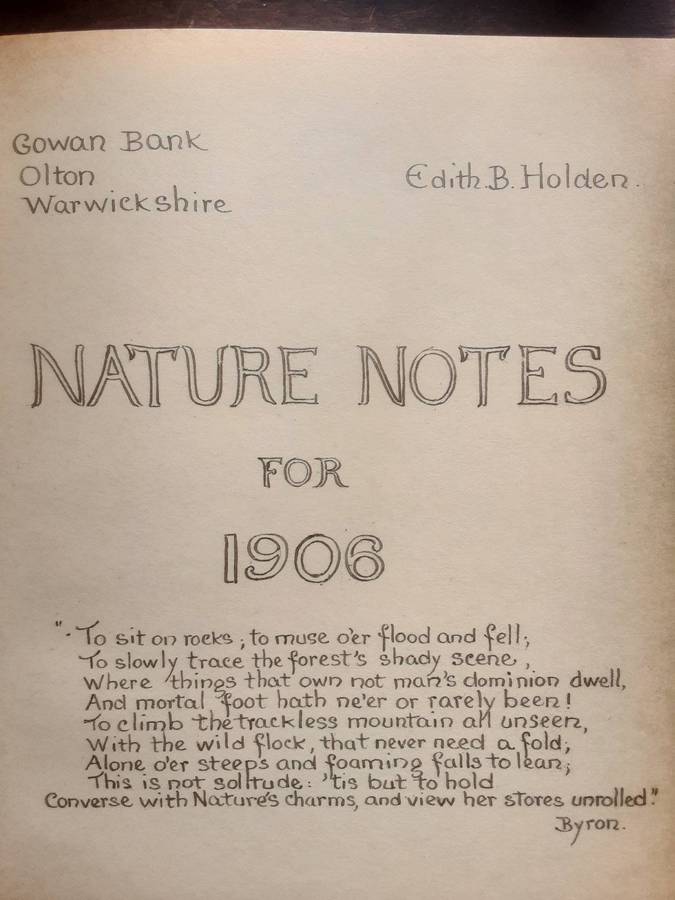 Gowan Bank
Olton
Warwickshire
Edith.B.Holden.
NATURE NOTES
FOR
1906
"·To sit on rocks; to muse o'er flood and fell;
To slowly trace the forest's shady scene,
Where things that own not man's dominion dwell,
And mortal foot hath ne'er or rarely been!
To climb the trackless mountain all unseen,
With the wild flock, that never need a fold;
Alone o'er steeps and foaming falls to lean;
This is not solitude: 'tis but to hold
Converse with Nature's charms, and view her stores unrolled."
Byron.